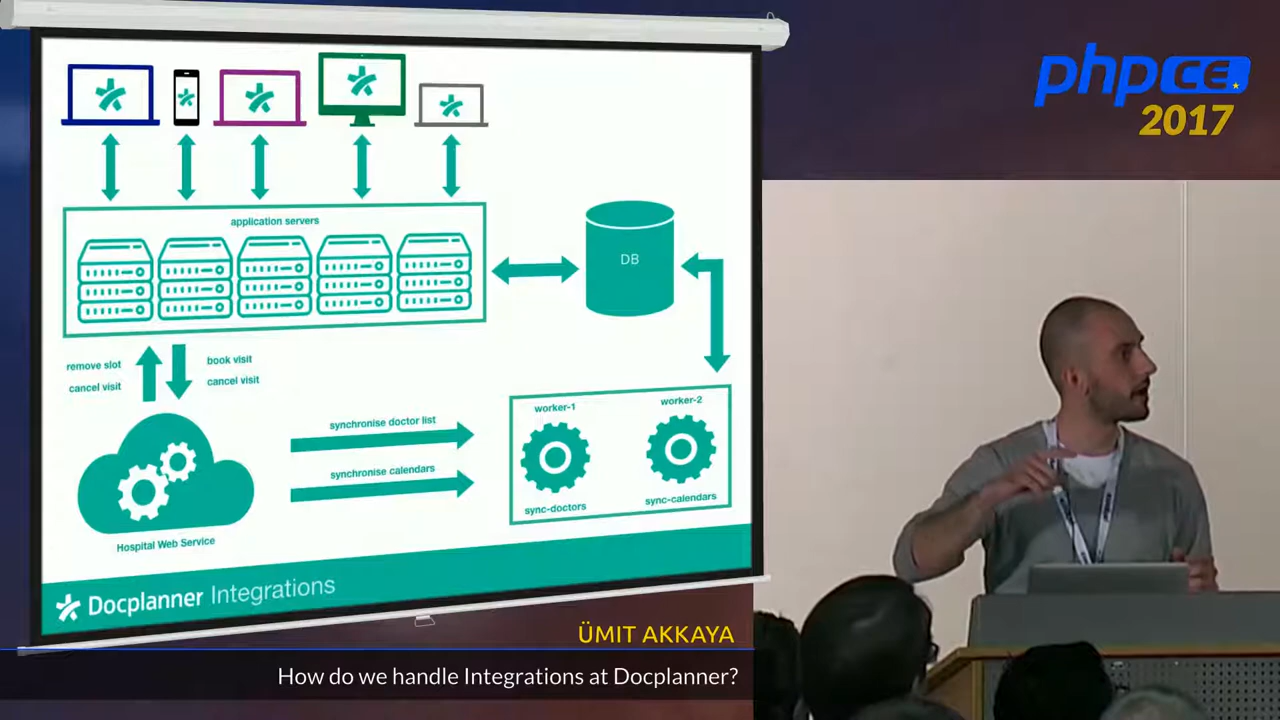 phpCE
2017
application servers
DB
remove slot
cancel visit
book visit
cancel visit
synchronise doctor list
synchronise calendars
worker-1
worker-2
sync-doctors
sync-calendars
Hospital Web Service
Docplanner Integrations
ÜMIT AKKAYA
How do we handle Integrations at Docplanner?